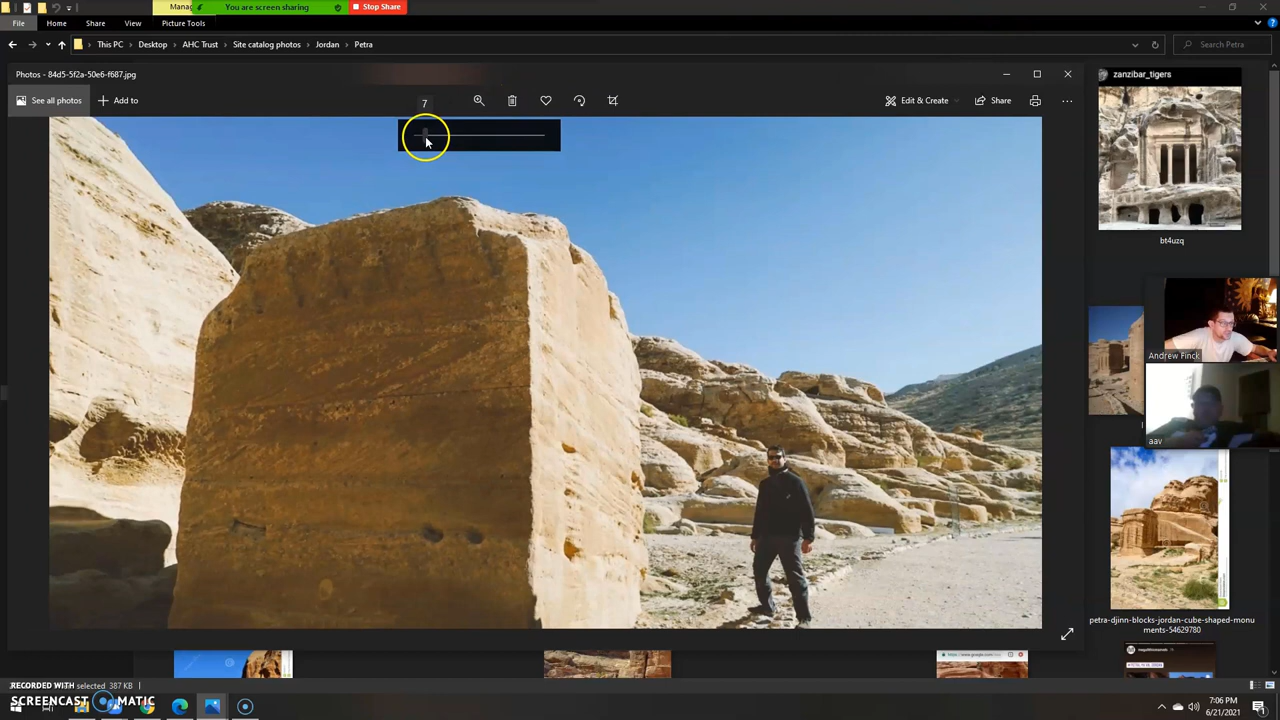 Manag
You are screen sharing
Stop Share
File
Home
Share
View
Picture Tools
This PC
Desktop
AHC Trust
Site catalog photos
Jordan
Petra
Search Petra
Photos - 84d5-5f2a-50e6-f687.jpg
zanzibar_tigers
See all photos
Add to
7
Edit & Create
Share
bt4uzq
Andrew Finck
aav
petra-djinn-blocks-jordan-cube-shaped-monu
ments-54629780
RECORDED WITH
selected 387 KB
SCREENCAST MATIC
7:06 PM
6/21/2021